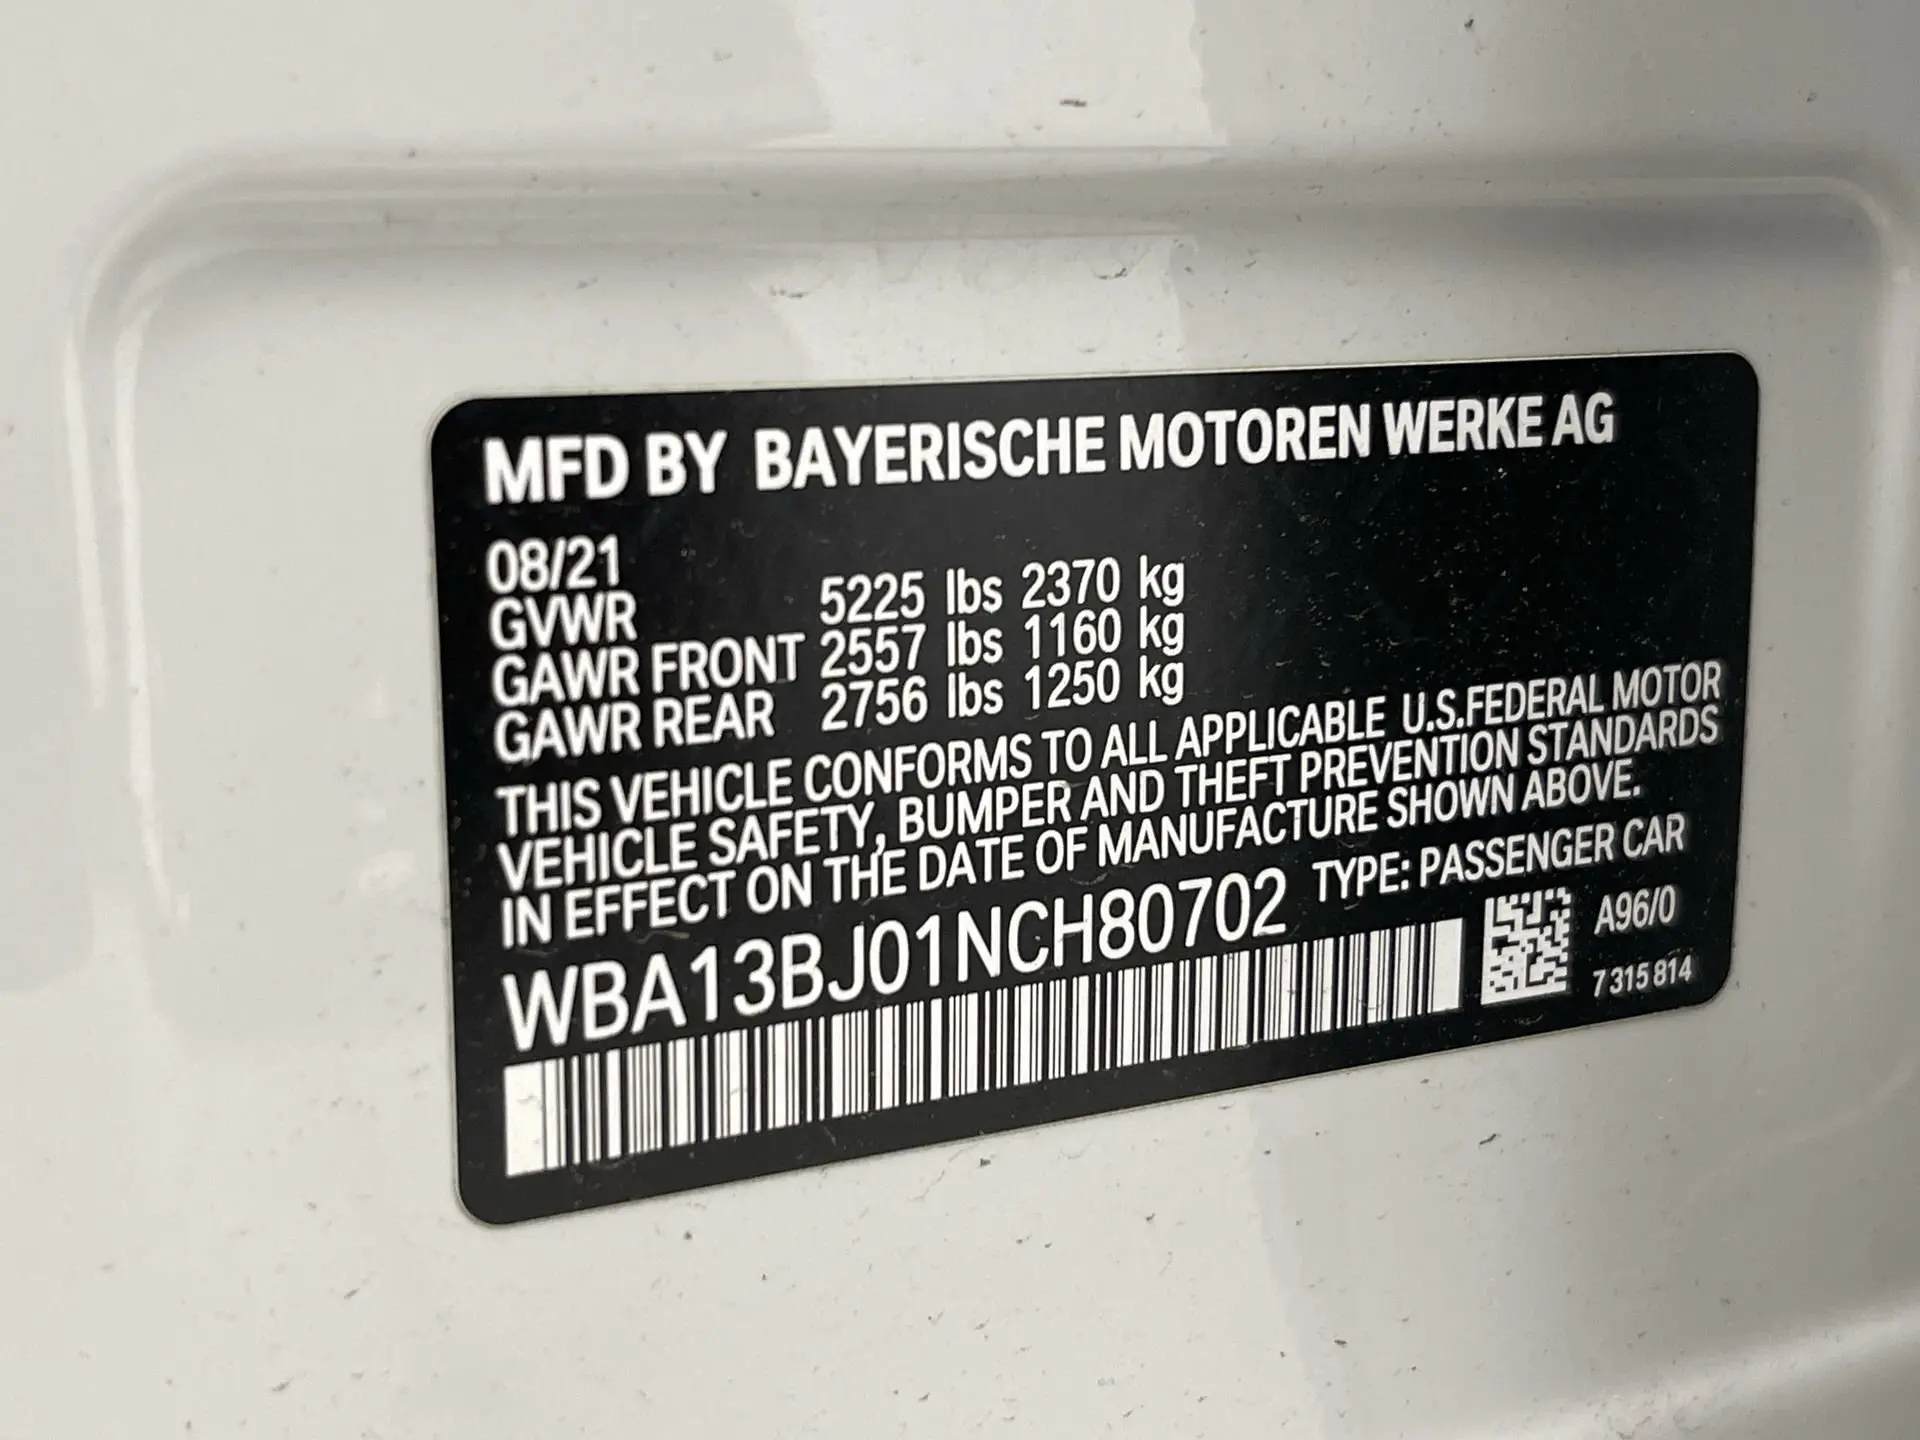 MFD BY BAYERISCHE MOTOREN WERKE AG
08/21
GVWR 5225 lbs 2370 kg
GAWR FRONT 2557 lbs 1160 kg
GAWR REAR 2756 lbs 1250 kg
THIS VEHICLE CONFORMS TO ALL APPLICABLE U.S.FEDERAL MOTOR
VEHICLE SAFETY, BUMPER AND THEFT PREVENTION STANDARDS
IN EFFECT ON THE DATE OF MANUFACTURE SHOWN ABOVE.
WBA13BJ01NCH80702 TYPE: PASSENGER CAR
A96/0
7 315 814